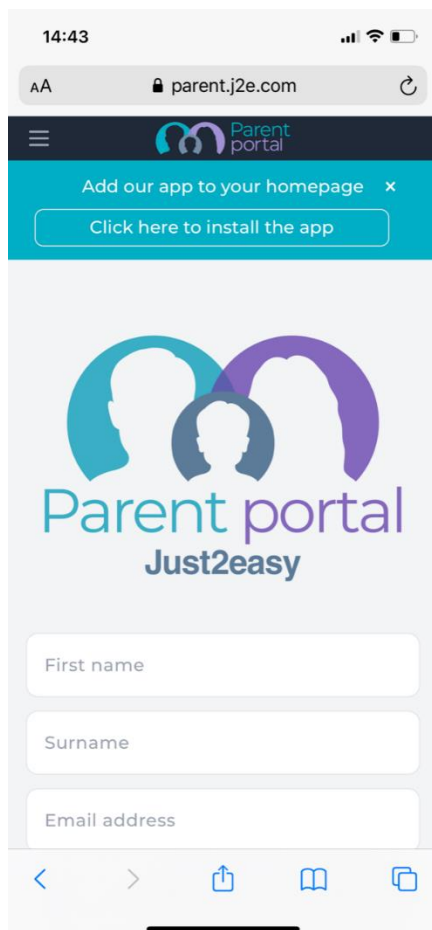 14:43
AA parent.j2e.com
Parent
portal
Add our app to your homepage ×
Click here to install the app
Parent portal
Just2easy
First name
Surname
Email address